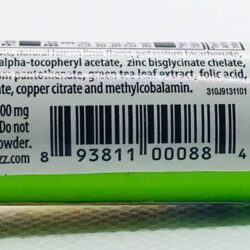 alpha-tocopheryl acetate, zinc bisglycinate chelate,
m pantothenate, green tea leaf extract, folic acid,
te, copper citrate and methylcobalamin. 310J9131101
00 mg
Do not
owder.
zz.com
8 93811 00088 4